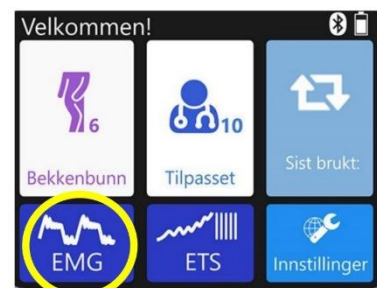 Velkommen!
6
10
Bekkenbunn
Tilpasset
Sist brukt:
EMG
ETS
Innstillinger